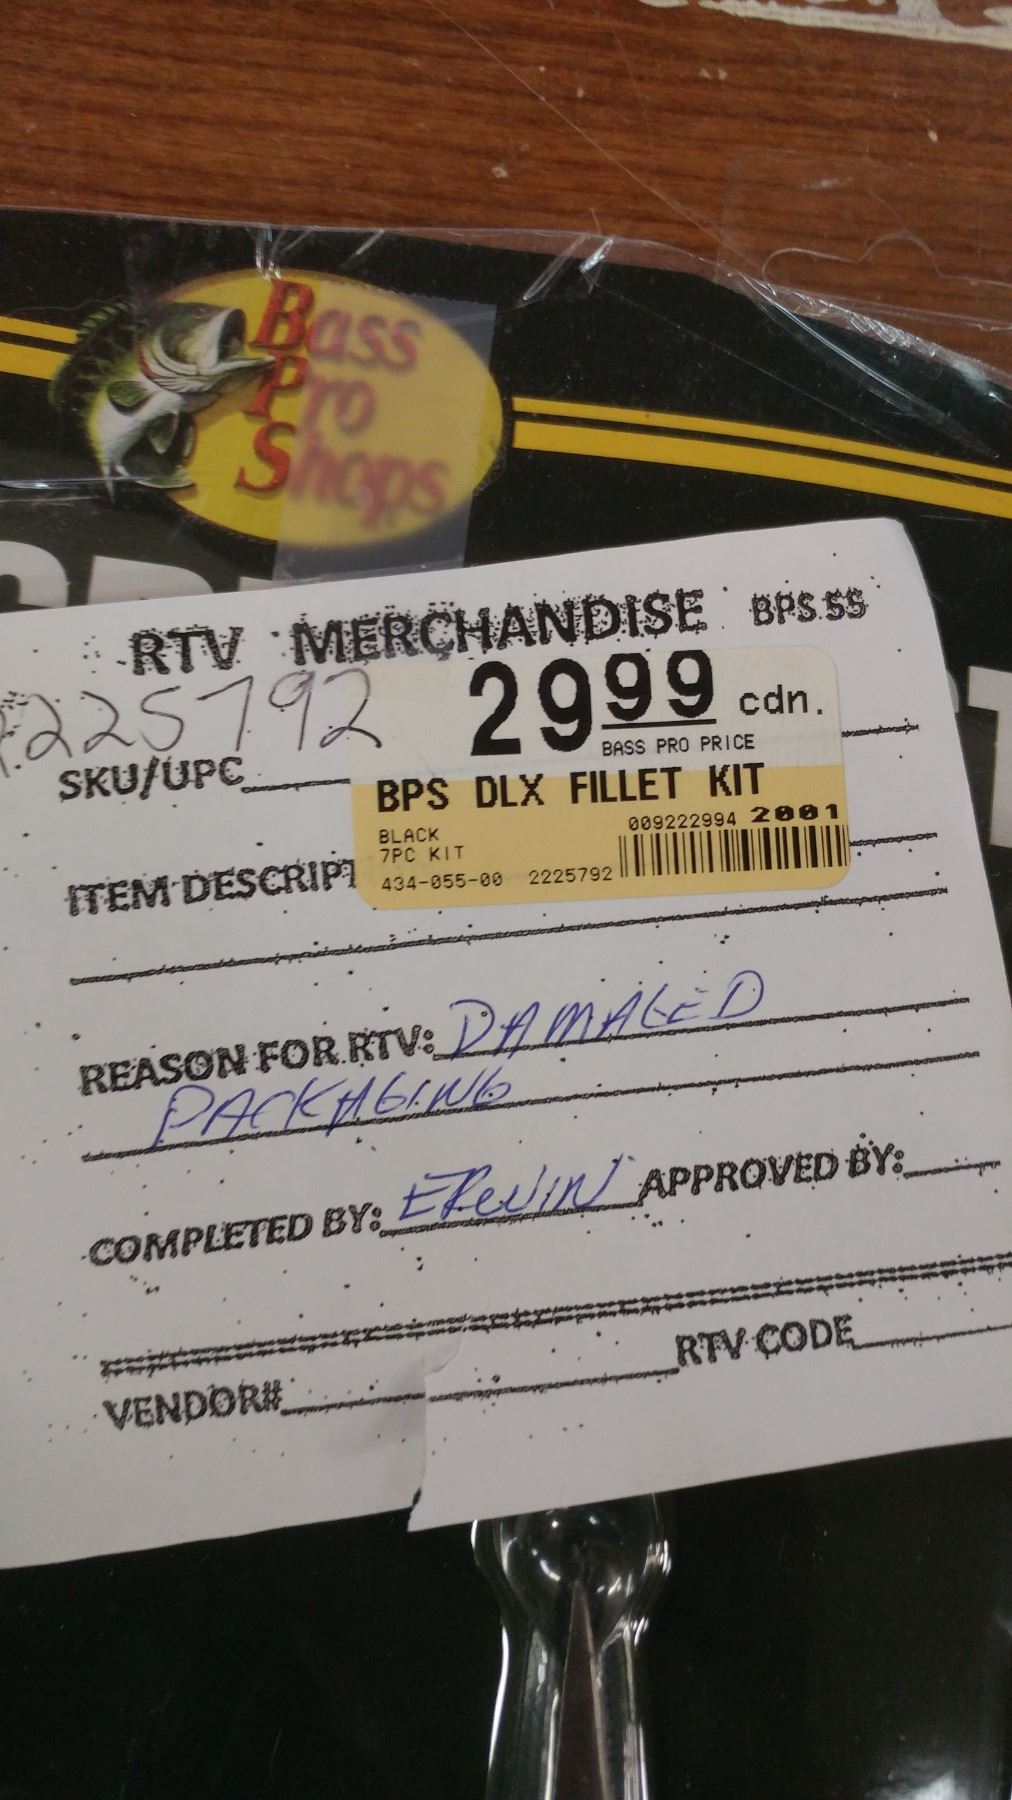 Bass
Pro
Shops
RTV MERCHANDISE BPS 55
2225792
29.99 cdn.
BASS PRO PRICE
SKU/UPC
BPS DLX FILLET KIT
BLACK
009222994 2001
7PC KIT
434-055-00 2225792
ITEM DESCRIPT
REASON FOR RTV: DAMAGED
PACKAGING
COMPLETED BY: ERWIN APPROVED BY:
RTV CODE
VENDOR#